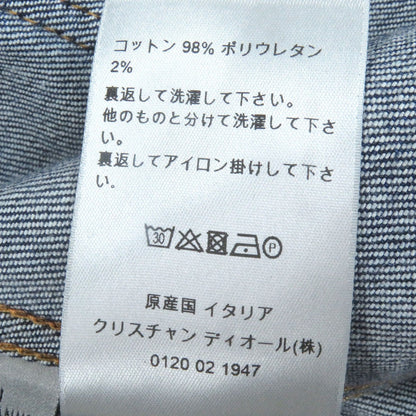 コットン 98% ポリウレタン
2%
裏返して洗濯して下さい。
他のものと分けて洗濯して下さ
い。
裏返してアイロン掛けして下さ
い。
30 P
原産国 イタリア
クリスチャン ディオール(株)
0120 02 1947